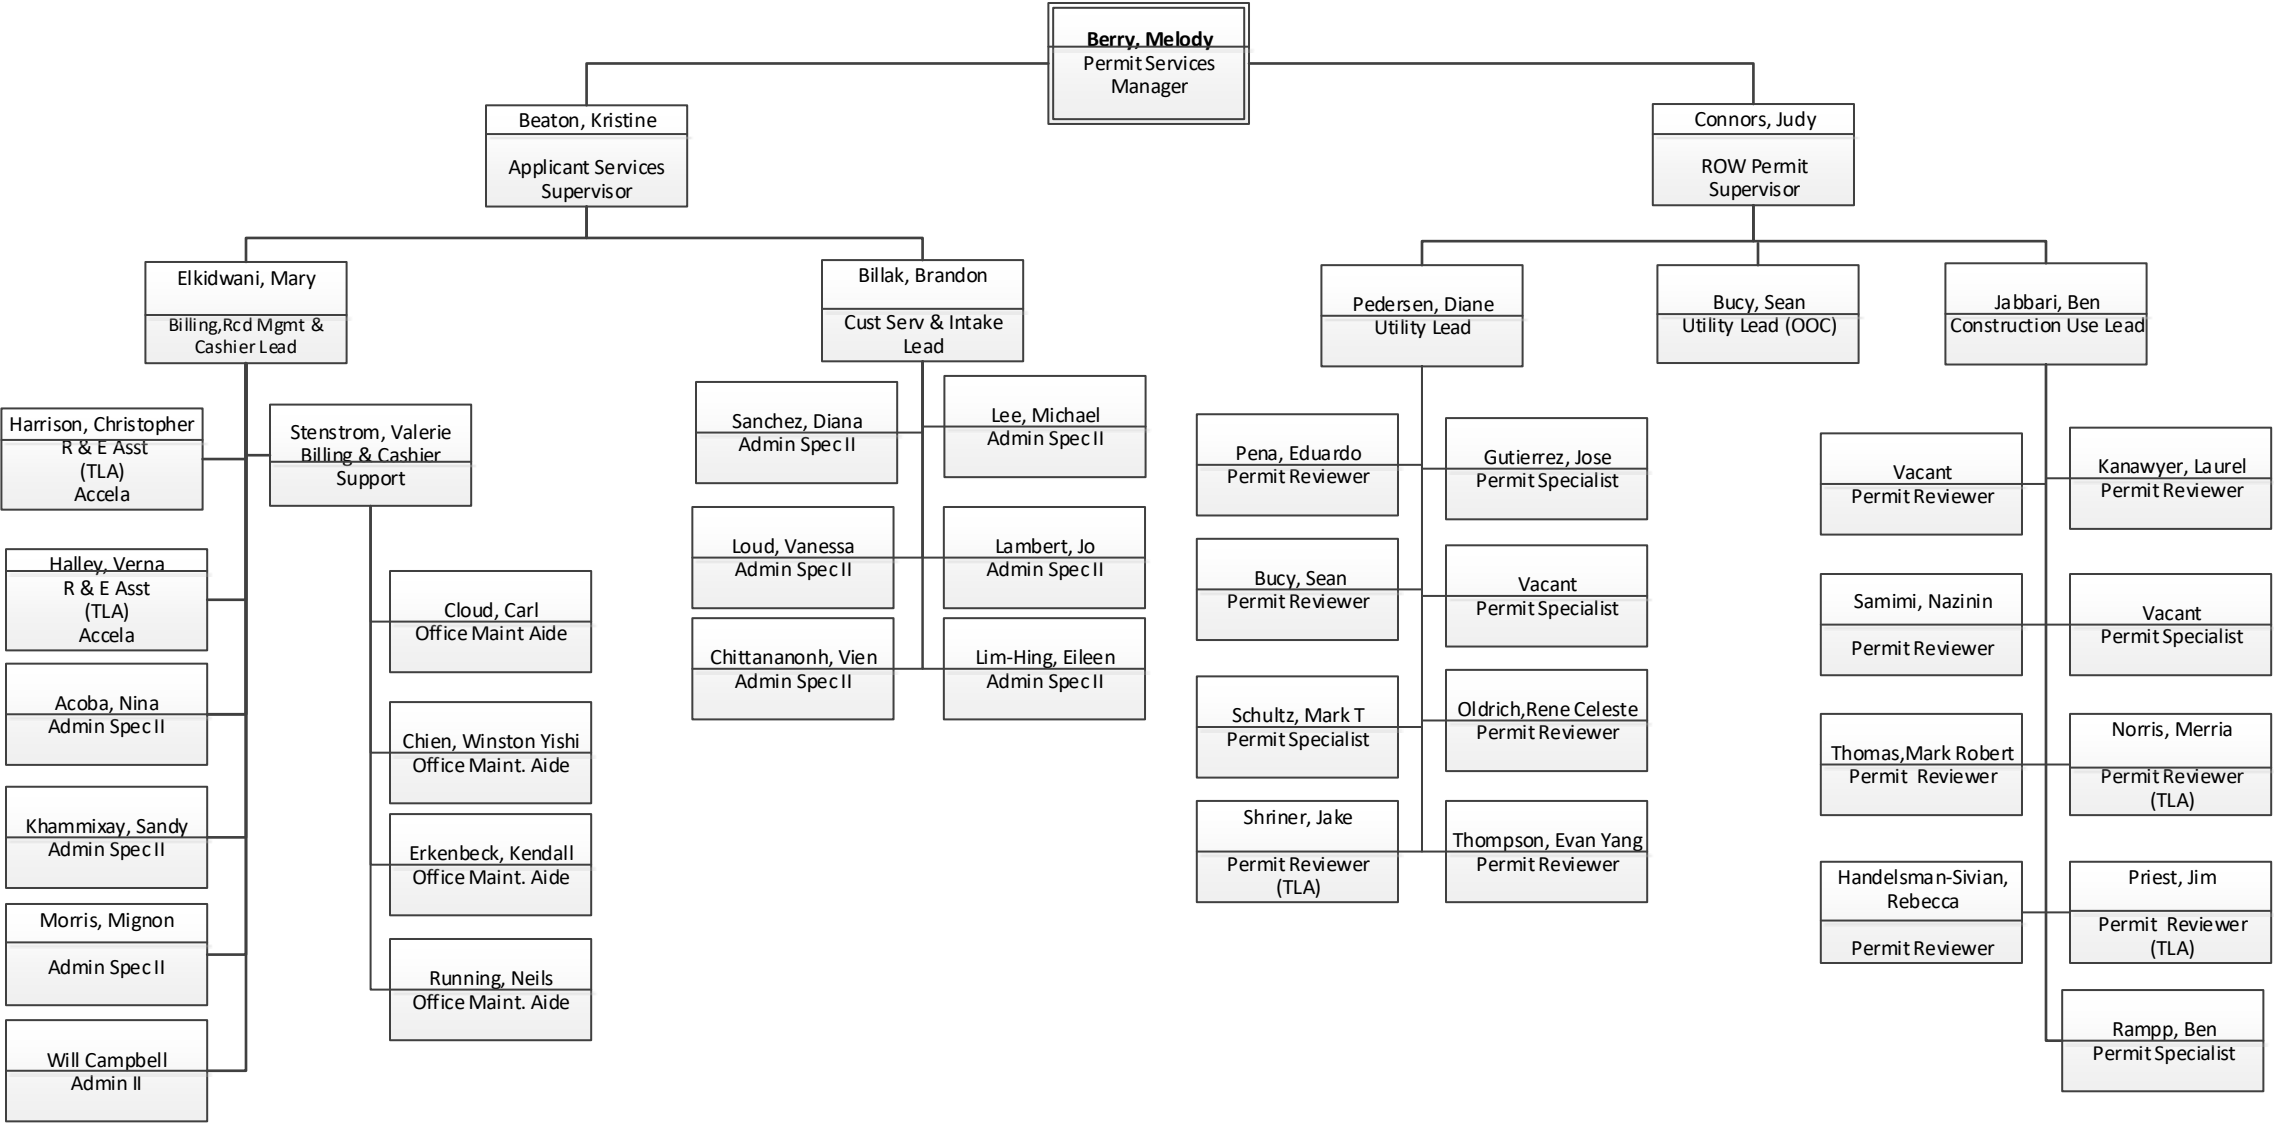 Berry, Melody
Permit Services
Manager
Beaton, Kristine
Applicant Services
Supervisor
Connors, Judy
ROW Permit
Supervisor
Elkidwani, Mary
Billing,Rcd Mgmt &
Cashier Lead
Billak, Brandon
Cust Serv & Intake
Lead
Pedersen, Diane
Utility Lead
Bucy, Sean
Utility Lead (OOC)
Jabbari, Ben
Construction Use Lead
Harrison, Christopher
R & E Asst
(TLA)
Accela
Stenstrom, Valerie
Billing & Cashier
Support
Halley, Verna
R & E Asst
(TLA)
Accela
Acoba, Nina
Admin Spec II
Khammixay, Sandy
Admin Spec II
Morris, Mignon
Admin Spec II
Will Campbell
Admin II
Cloud, Carl
Office Maint Aide
Chien, Winston Yishi
Office Maint. Aide
Erkenbeck, Kendall
Office Maint. Aide
Running, Neils
Office Maint. Aide
Sanchez, Diana
Admin Spec II
Lee, Michael
Admin Spec II
Loud, Vanessa
Admin Spec II
Lambert, Jo
Admin Spec II
Chittananonh, Vien
Admin Spec II
Lim-Hing, Eileen
Admin Spec II
Pena, Eduardo
Permit Reviewer
Gutierrez, Jose
Permit Specialist
Bucy, Sean
Permit Reviewer
Vacant
Permit Specialist
Schultz, Mark T
Permit Specialist
Oldrich,Rene Celeste
Permit Reviewer
Shriner, Jake
Permit Reviewer
(TLA)
Thompson, Evan Yang
Permit Reviewer
Vacant
Permit Reviewer
Kanawyer, Laurel
Permit Reviewer
Samimi, Nazinin
Permit Reviewer
Vacant
Permit Specialist
Thomas,Mark Robert
Permit Reviewer
Norris, Merria
Permit Reviewer
(TLA)
Handelsman-Sivian,
Rebecca
Permit Reviewer
Priest, Jim
Permit Reviewer
(TLA)
Rampp, Ben
Permit Specialist